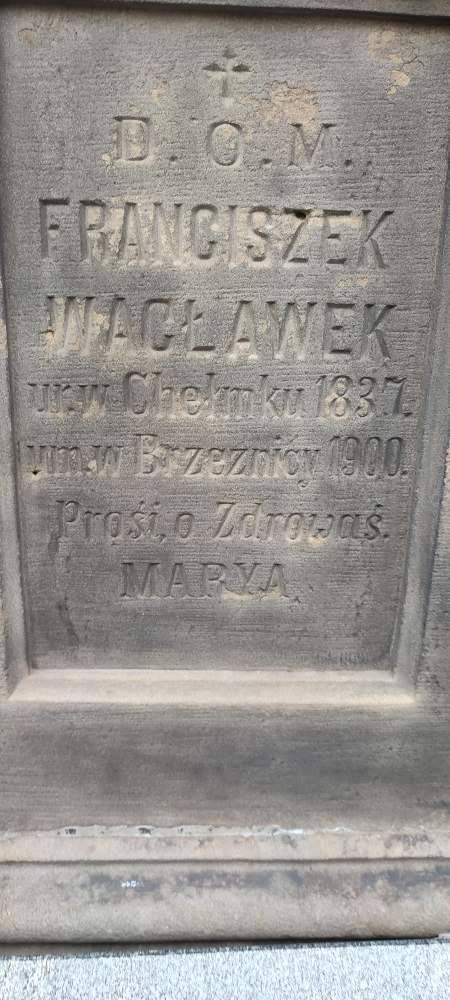 D. O. M.
FRANCISZEK
WACŁAWEK
ur. w Chełmku 1837.
um. w Brzeznicy 1900.
Prosi, o Zdrowaś.
MARYA